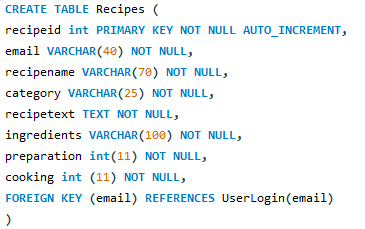 CREATE TABLE Recipes (
recipeid int PRIMARY KEY NOT NULL AUTO_INCREMENT,
email VARCHAR(40) NOT NULL,
recipename VARCHAR(70) NOT NULL,
category VARCHAR(25) NOT NULL,
recipetext TEXT NOT NULL,
ingredients VARCHAR(100) NOT NULL,
preparation int(11) NOT NULL,
cooking int (11) NOT NULL,
FOREIGN KEY (email) REFERENCES UserLogin(email)
)